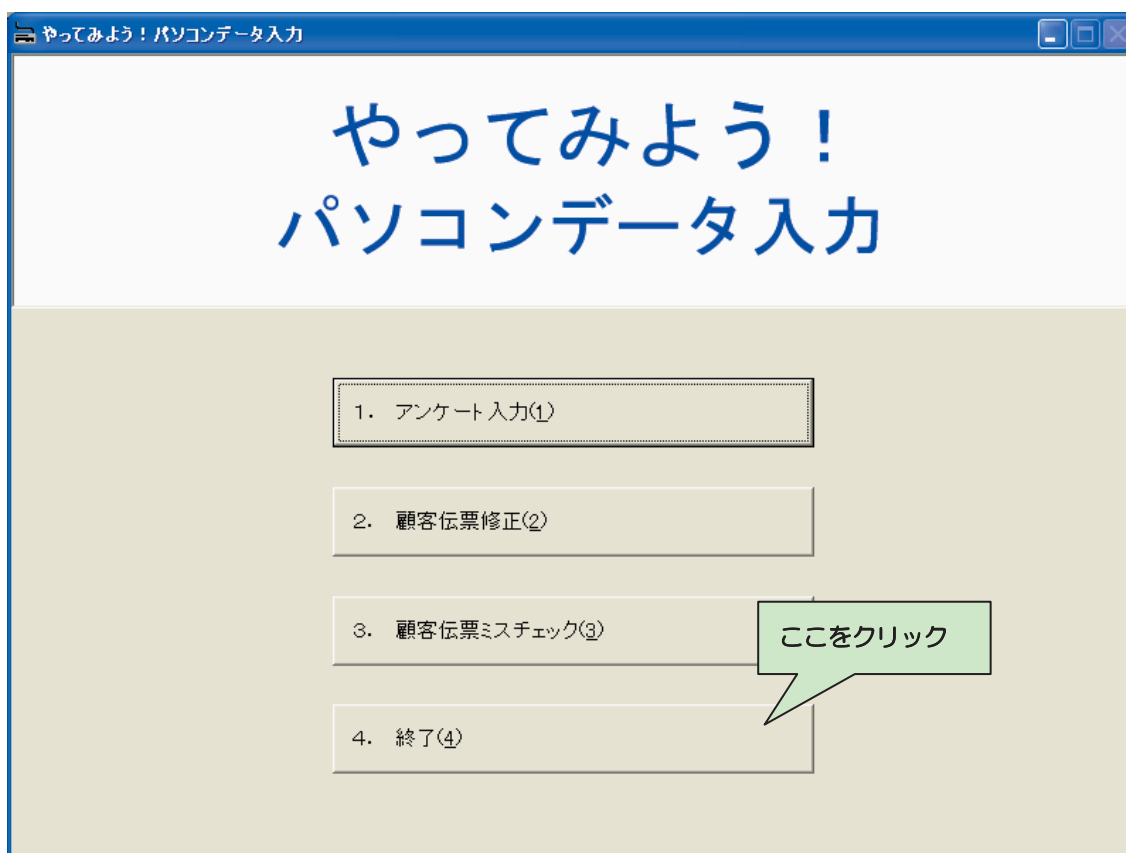 やってみよう！パソコンデータ入力
やってみよう！
パソコンデータ入力
1. アンケート入力(1)
2. 顧客伝票修正(2)
3. 顧客伝票ミスチェック(3)
ここをクリック
4. 終了(4)